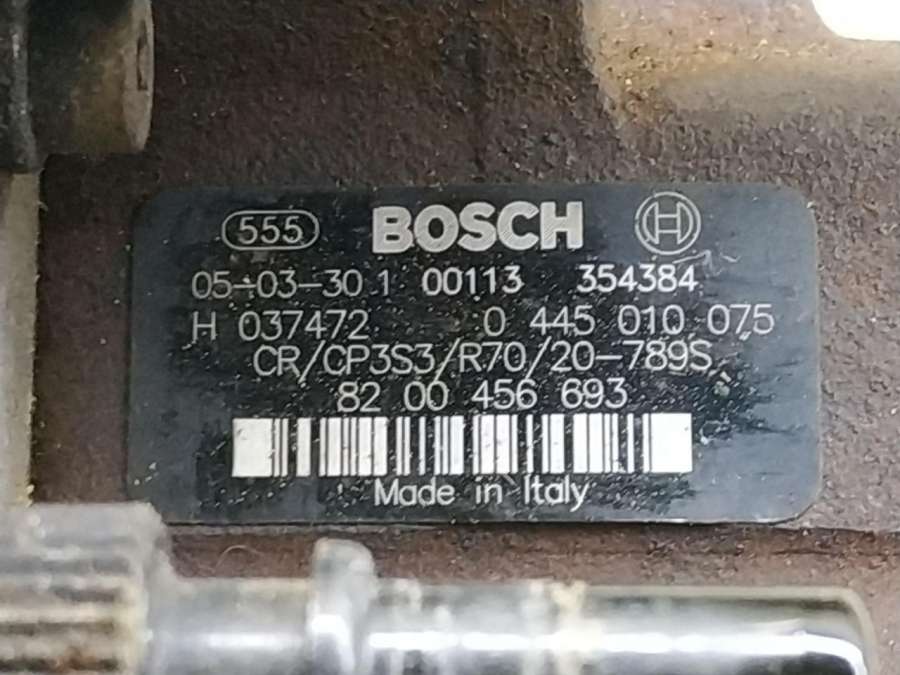 555 BOSCH H
05-03-30 1 00113 354384
H 037472 0 445 010 075
CR/CP3S3/R70/20-789S
82 00 456 693
Made in Italy